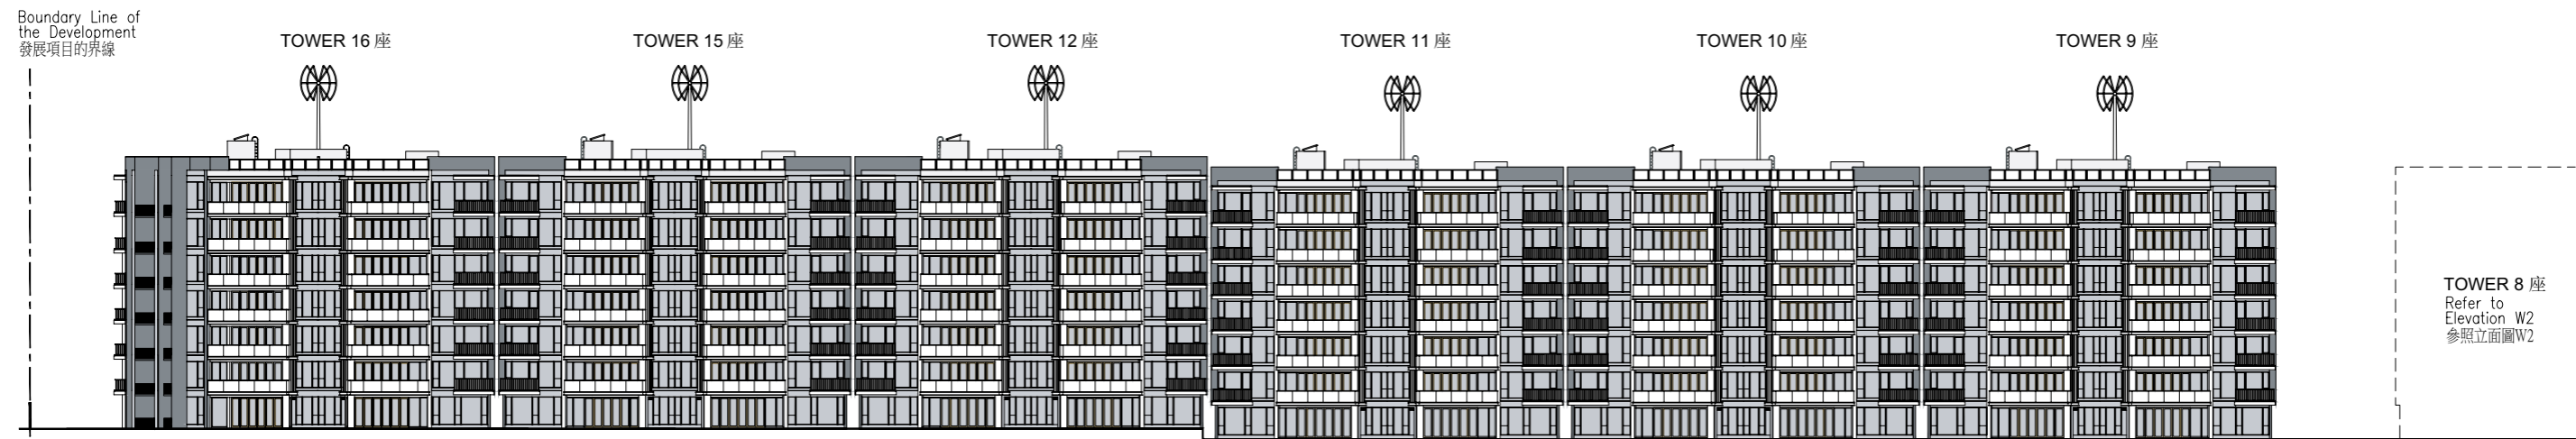 Boundary Line of
the Development
發展項目的界線
TOWER 16 座
TOWER 15 座
TOWER 12 座
TOWER 11 座
TOWER 10 座
TOWER 9 座
TOWER 8 座
Refer to
Elevation W2
參照立面圖W2